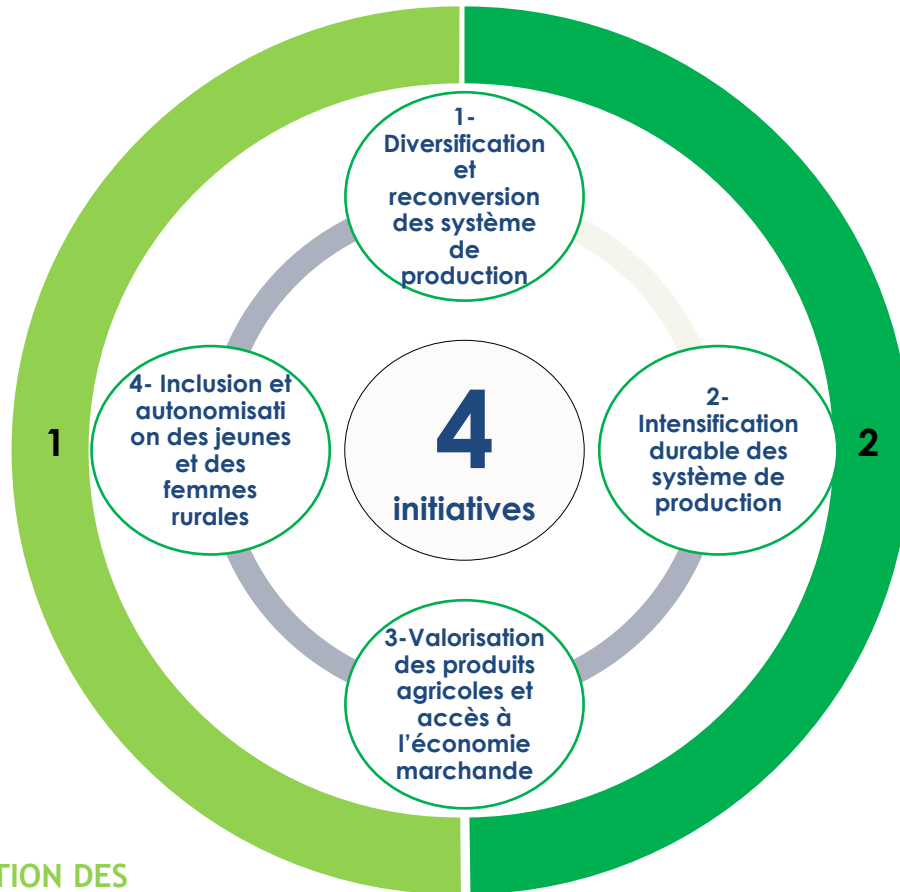 1-
Diversification
et
reconversion
des système
de
production
4- Inclusion et
autonomisati
on des jeunes
et des
femmes
rurales
4
initiatives
2-
Intensification
durable des
système de
production
1
2
3-Valorisation
des produits
agricoles et
accès à
l’économie
marchande
TION DES